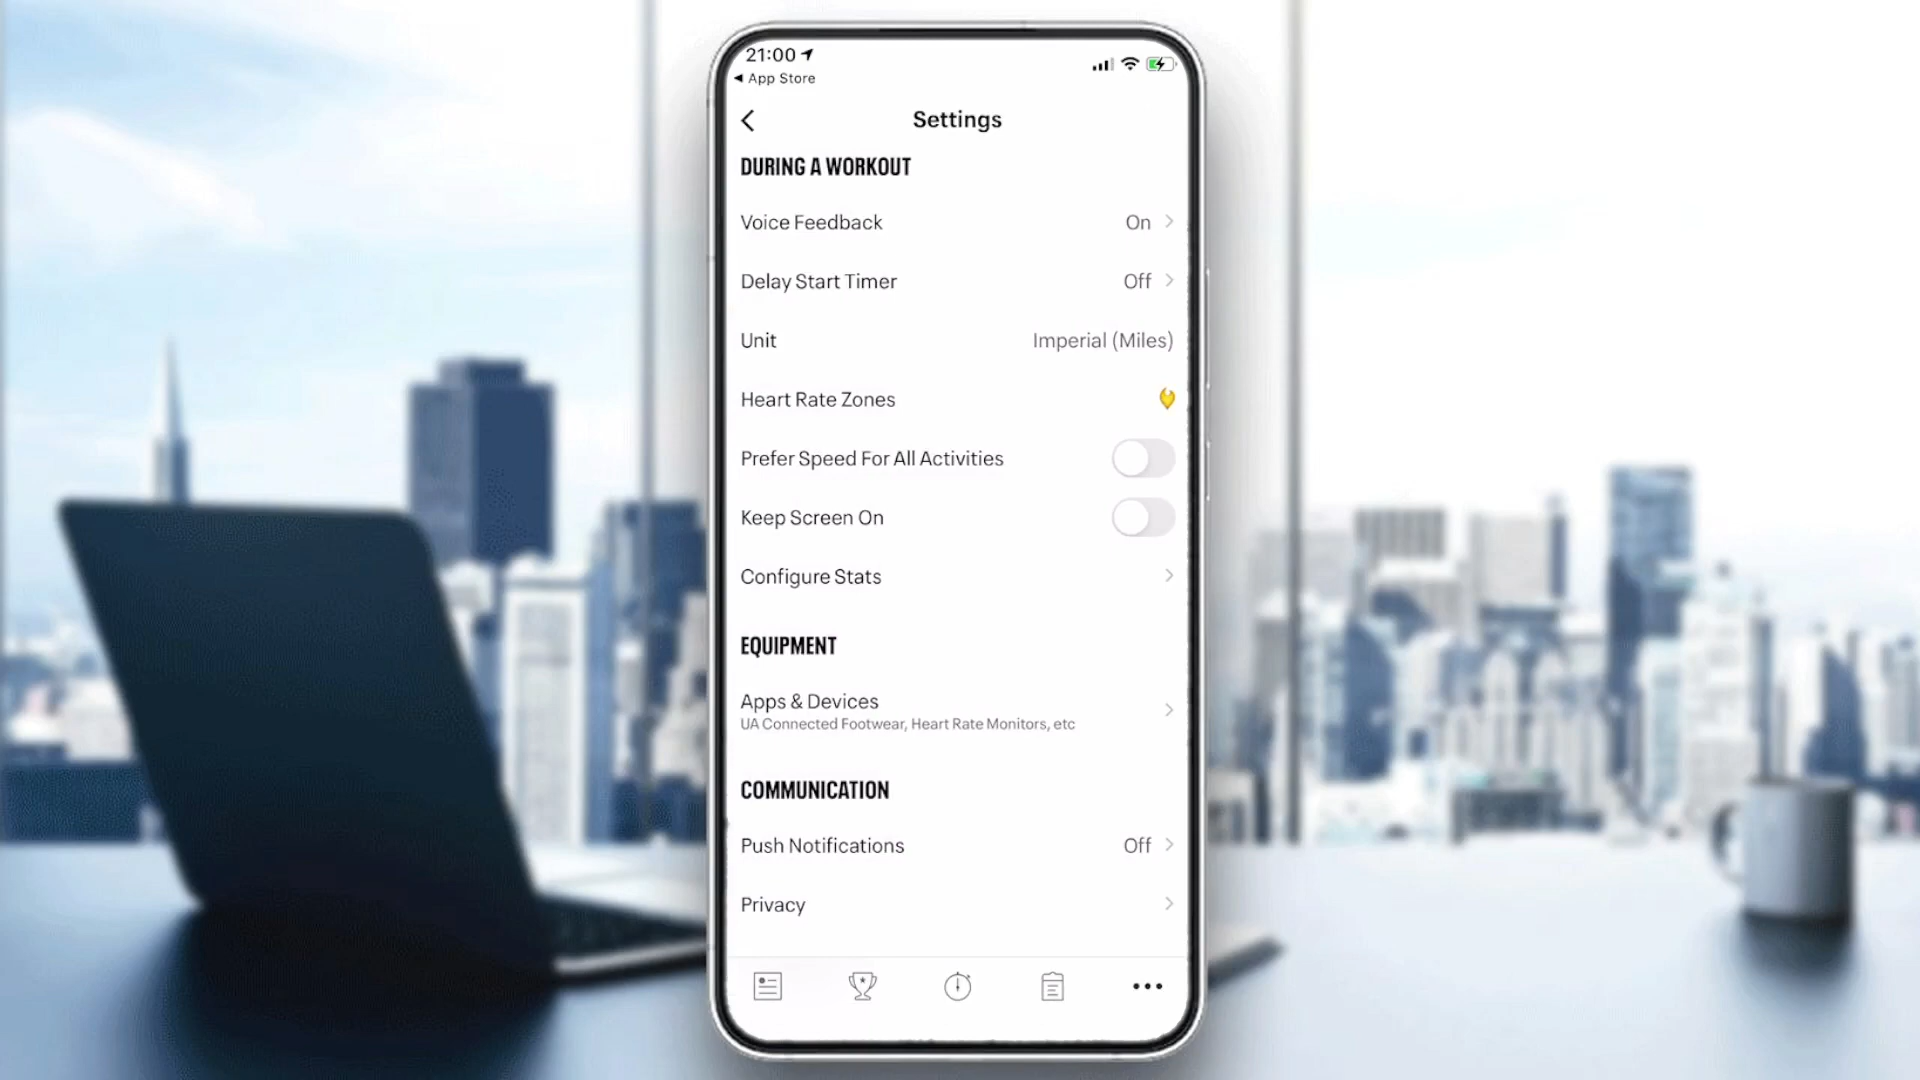 21:00
App Store
Settings
DURING A WORKOUT
Voice Feedback On
Delay Start Timer Off
Unit Imperial (Miles)
Heart Rate Zones
Prefer Speed For All Activities
Keep Screen On
Configure Stats
EQUIPMENT
Apps & Devices
UA Connected Footwear, Heart Rate Monitors, etc
COMMUNICATION
Push Notifications Off
Privacy